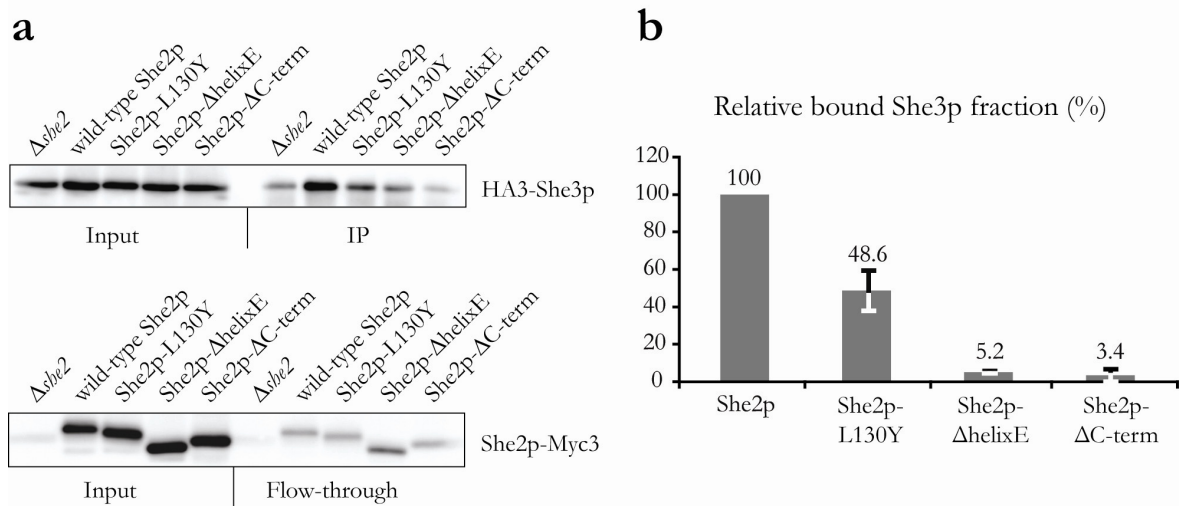 a
Δshe2
wild-type She2p
She2p-L130Y
She2p-ΔhelixE
She2p-ΔC-term
Δshe2
wild-type She2p
She2p-L130Y
She2p-ΔhelixE
She2p-ΔC-term
HA3-She3p
Input
IP
Δshe2
wild-type She2p
She2p-L130Y
She2p-ΔhelixE
She2p-ΔC-term
Δshe2
wild-type She2p
She2p-L130Y
She2p-ΔhelixE
She2p-ΔC-term
She2p-Myc3
Input
Flow-through
b
Relative bound She3p fraction (%)
120
100
80
60
40
20
0
100
48.6
5.2
3.4
She2p
She2p-
L130Y
She2p-
ΔhelixE
She2p-
ΔC-term